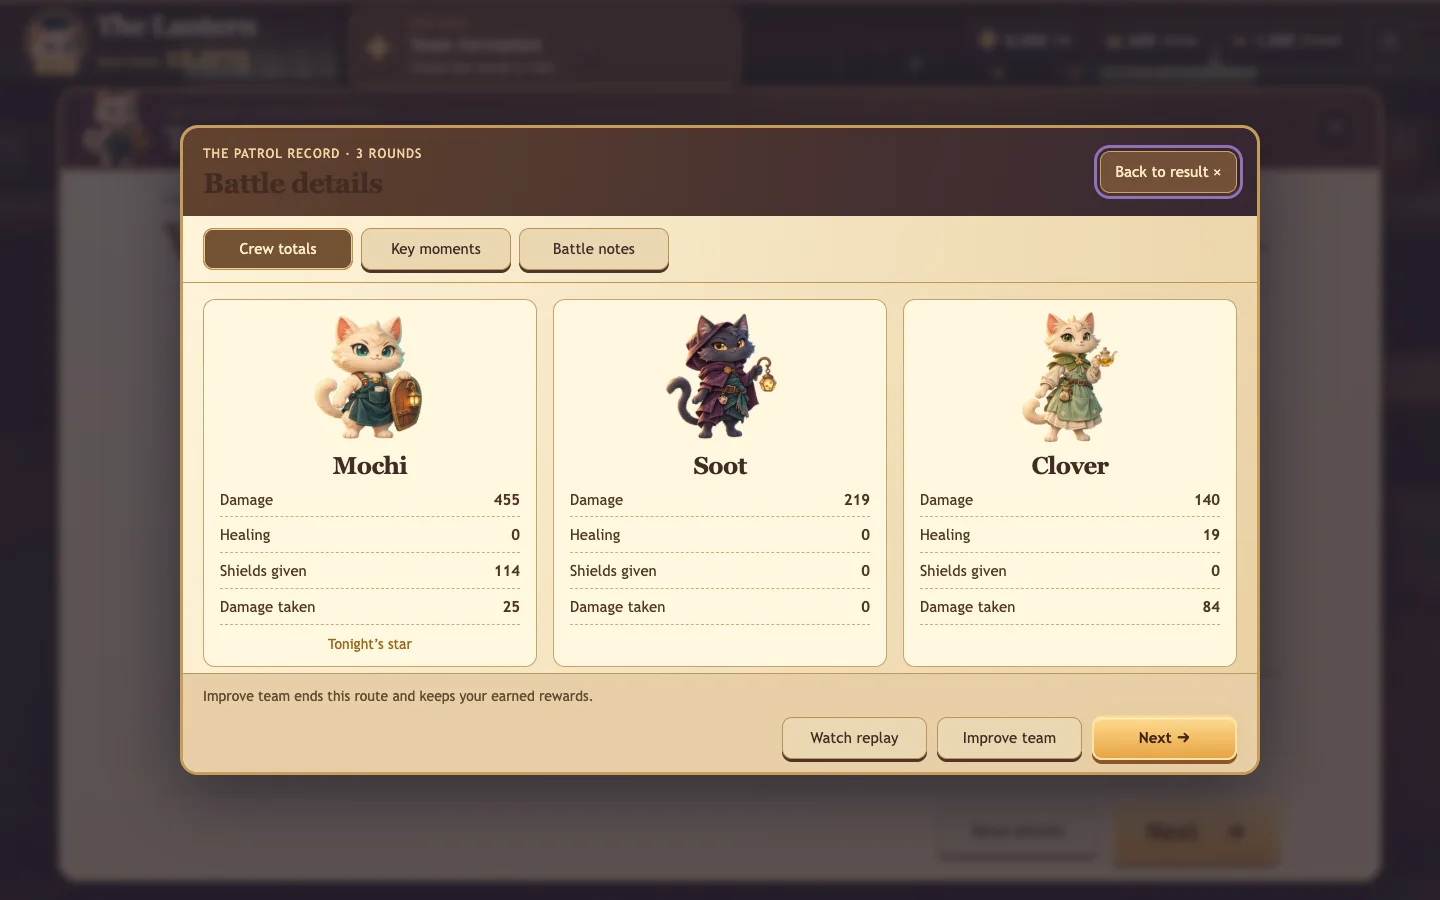 The Lantern
THE PATROL RECORD · 3 ROUNDS
Battle details
Back to result ×
Crew totals
Key moments
Battle notes
Mochi
Damage 455
Healing 0
Shields given 114
Damage taken 25
Tonight's star
Soot
Damage 219
Healing 0
Shields given 0
Damage taken 0
Clover
Damage 140
Healing 19
Shields given 0
Damage taken 84
Improve team ends this route and keeps your earned rewards.
Watch replay
Improve team
Next →
Next →